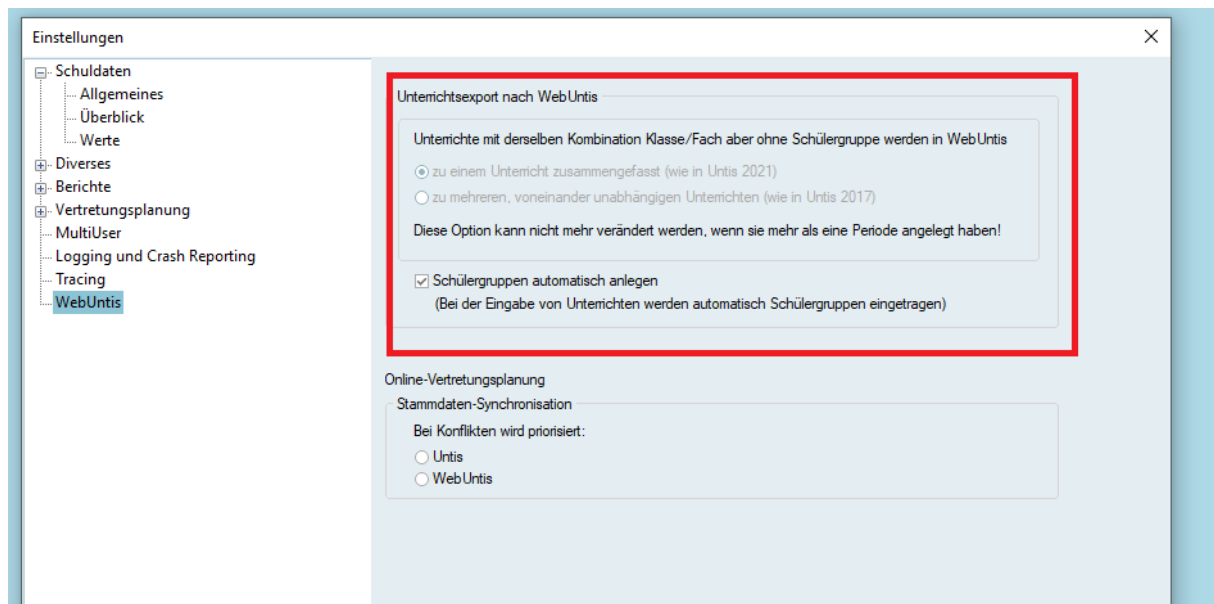 Einstellungen
Schuldaten
Allgemeines
Überblick
Werte
Diverses
Berichte
Vertretungsplanung
MultiUser
Logging und Crash Reporting
Tracing
WebUntis
Unterrichtsexport nach WebUntis
Unterrichte mit derselben Kombination Klasse/Fach aber ohne Schülergruppe werden in WebUntis
zu einem Unterricht zusammengefasst (wie in Untis 2021)
zu mehreren, voneinander unabhängigen Unterrichten (wie in Untis 2017)
Diese Option kann nicht mehr verändert werden, wenn sie mehr als eine Periode angelegt haben!
Schülergruppen automatisch anlegen
(Bei der Eingabe von Unterrichten werden automatisch Schülergruppen eingetragen)
Online-Vertretungsplanung
Stammdaten-Synchronisation
Bei Konflikten wird priorisiert:
Untis
WebUntis